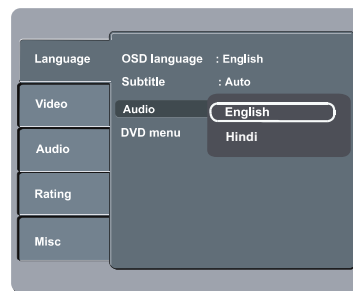 Language
Video
Audio
Rating
Misc
OSD language : English
Subtitle : Auto
Audio
DVD menu
English
Hindi